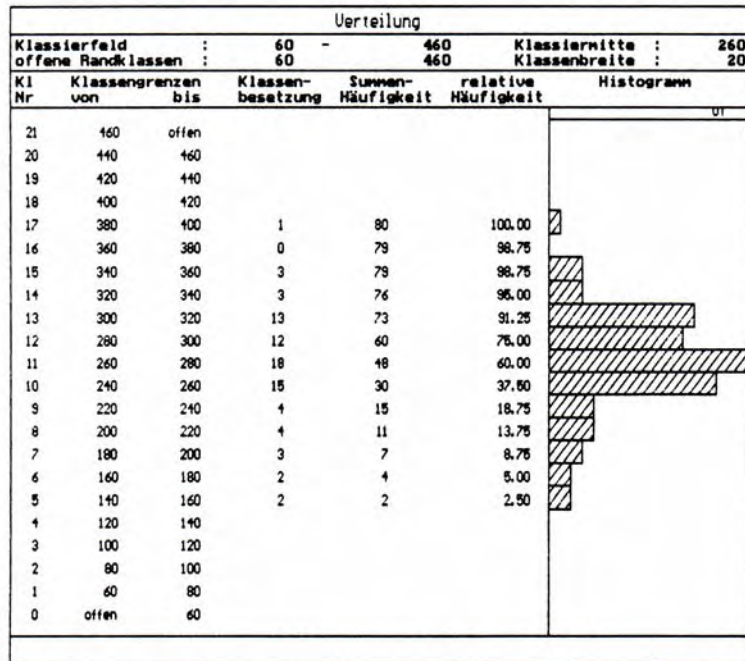 Verteilung
Klassierfeld : 60 - 460 Klassiermitte : 260
offene Randklassen : 60 460 Klassenbreite : 20
Kl Klassengrenzen Klassen- Summen- relative Histogramm
Nr von bis besetzung Häufigkeit Häufigkeit
21 460 offen
20 440 460
19 420 440
18 400 420
17 380 400 1 80 100.00
16 360 380 0 79 98.75
15 340 360 3 79 98.75
14 320 340 3 76 95.00
13 300 320 13 73 91.25
12 280 300 12 60 75.00
11 260 280 18 48 60.00
10 240 260 15 30 37.50
9 220 240 4 15 18.75
8 200 220 4 11 13.75
7 180 200 3 7 8.75
6 160 180 2 4 5.00
5 140 160 2 2 2.50
4 120 140
3 100 120
2 80 100
1 60 80
0 offen 60